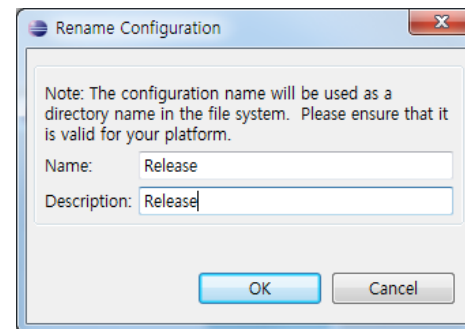 Rename Configuration
Note: The configuration name will be used as a
directory name in the file system. Please ensure that it
is valid for your platform.
Name: Release
Description: Release
OK Cancel